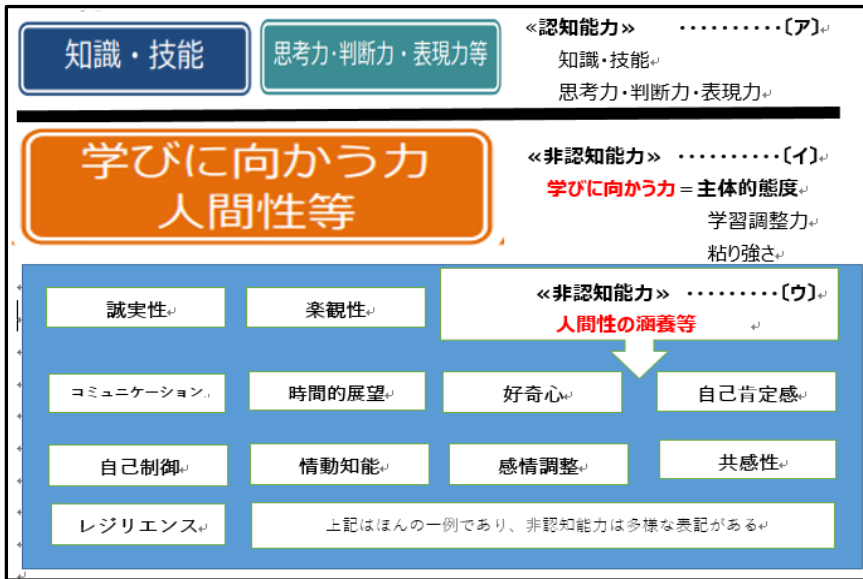 知識・技能
思考力・判断力・表現力等
≪認知能力≫ ・・・・・・・・・・〔ア〕
知識・技能
思考力・判断力・表現力
学びに向かう力
人間性等
≪非認知能力≫ ・・・・・・・・・・〔イ〕
学びに向かう力＝主体的態度
学習調整力
粘り強さ
≪非認知能力≫ ・・・・・・・・・〔ウ〕
人間性の涵養等
誠実性
楽観性
コミュニケーション
時間的展望
好奇心
自己肯定感
自己制御
情動知能
感情調整
共感性
レジリエンス
上記はほんの一例であり、非認知能力は多様な表記がある